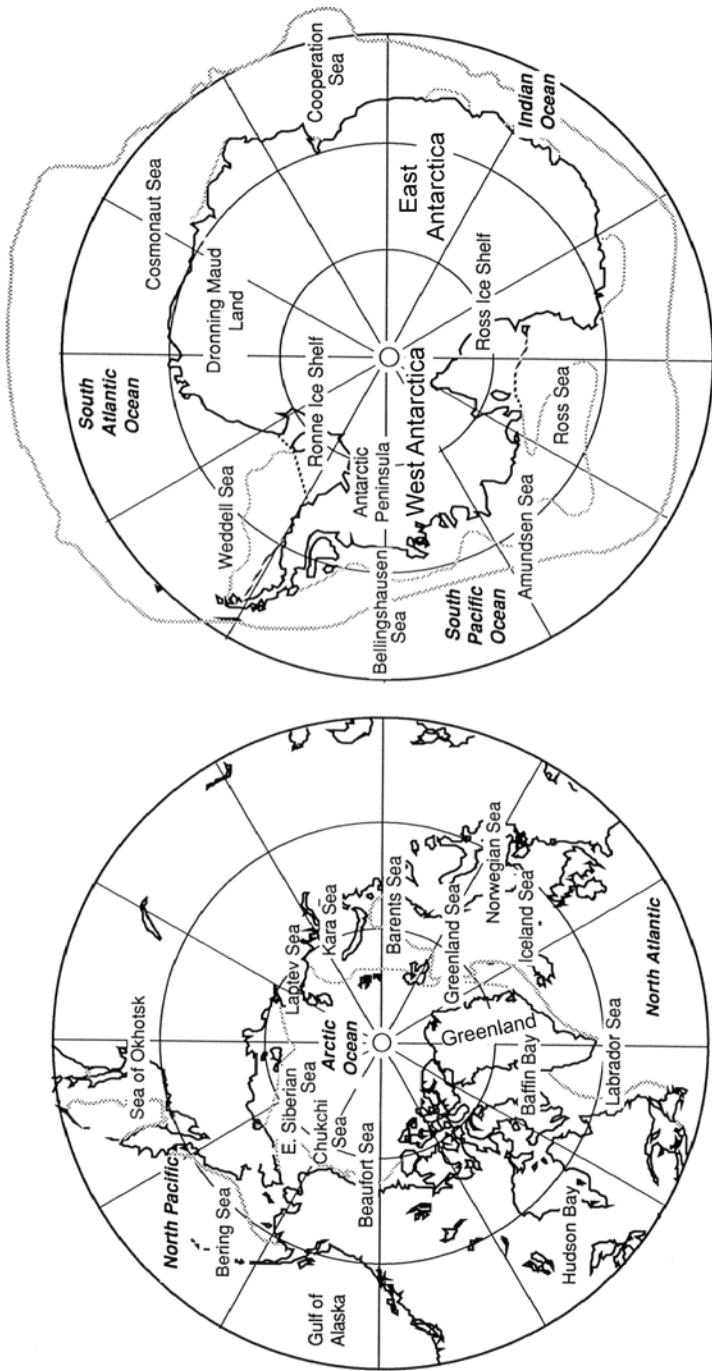 Sea of Okhotsk
North Pacific
Bering Sea
Gulf of
Alaska
Laptev Sea
Kara Sea
E. Siberian
Sea
Chukchi
Sea
Arctic
Ocean
Beaufort Sea
Barents Sea
Greenland Sea
Norwegian Sea
Iceland Sea
Greenland
Baffin Bay
Labrador Sea
Hudson Bay
North Atlantic
South
Atlantic
Ocean
Cosmonaut Sea
Cooperation
Sea
Dronning Maud
Land
Weddell Sea
Ronne Ice Shelf
Antarctic
Peninsula
East
Antarctica
Indian
Ocean
West Antarctica
Ross Ice Shelf
Ross Sea
Bellingshausen
Sea
South
Pacific
Ocean
Amundsen Sea